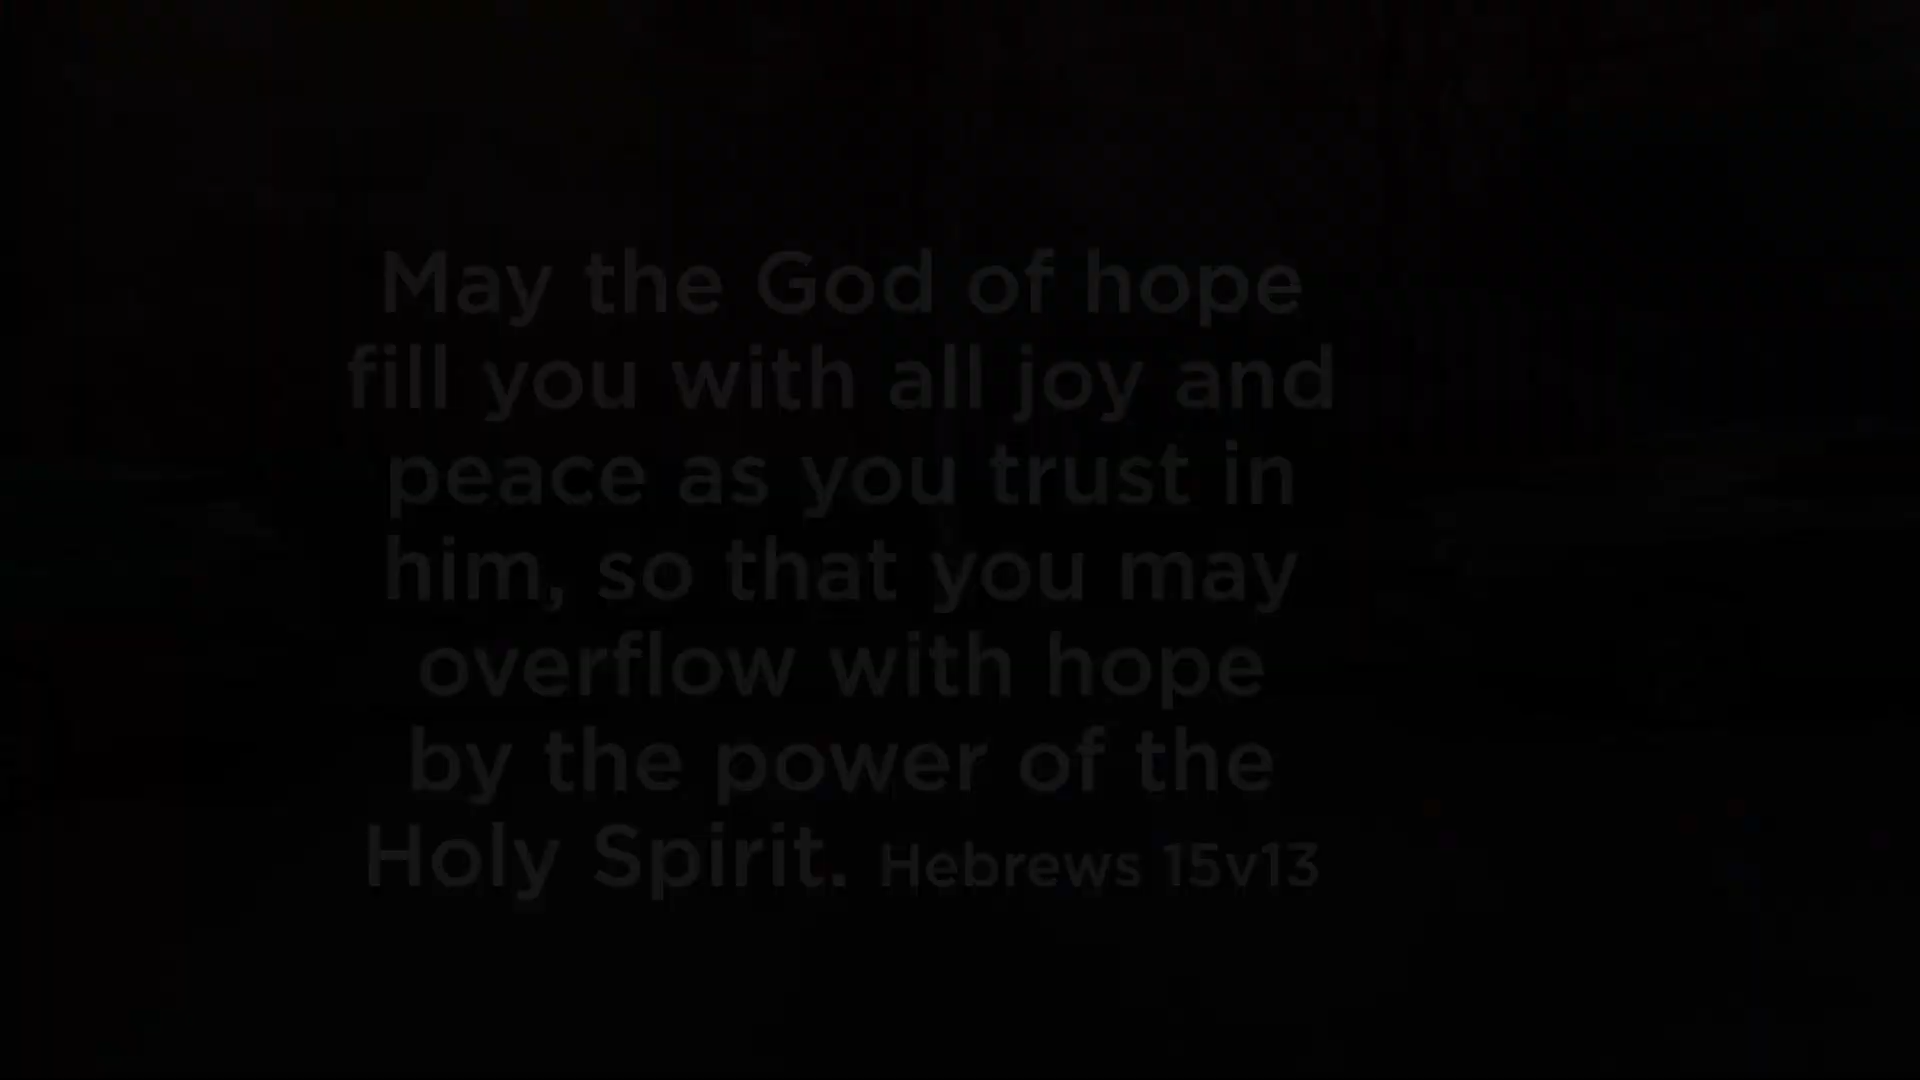 May the God of hope
fill you with all joy and
peace as you trust in
him, so that you may
overflow with hope
by the power of the
Holy Spirit. Hebrews 15v13